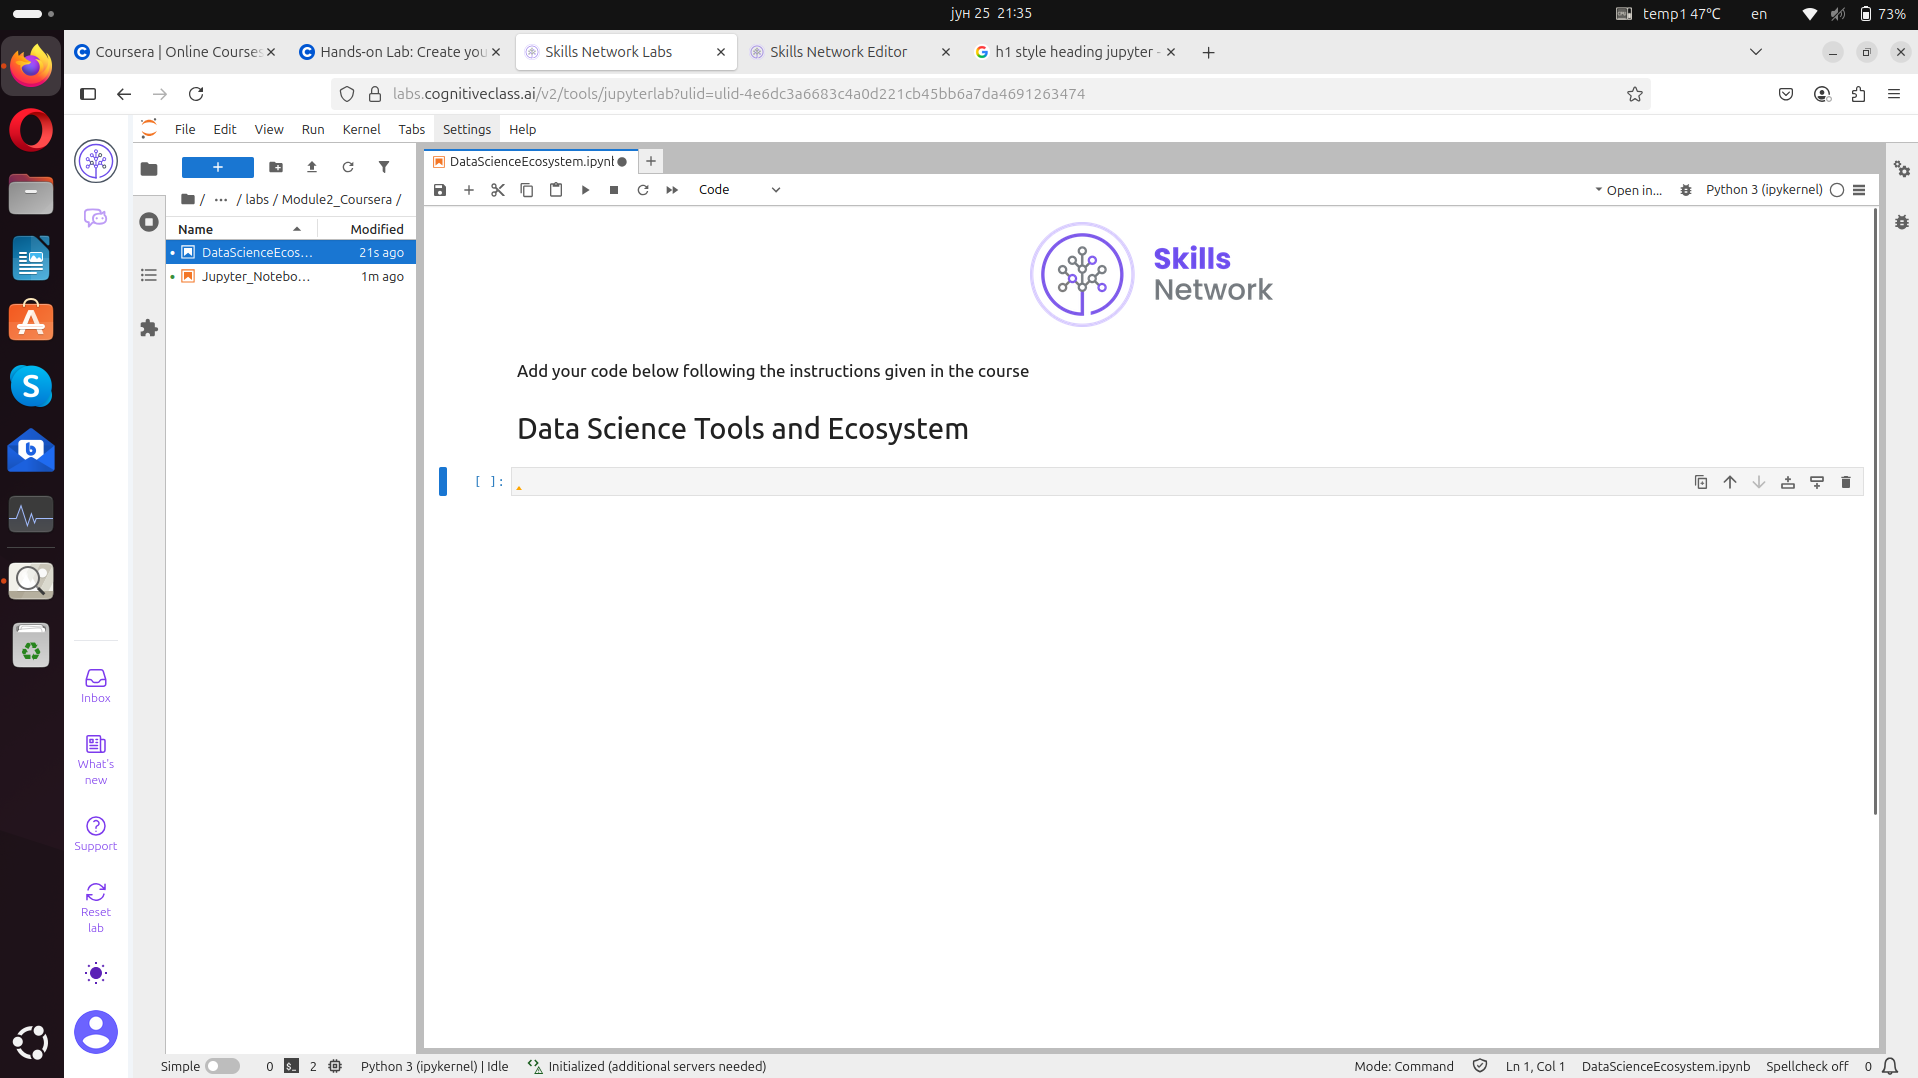 јун 25 21:35
temp1 47°C
en
73%
Coursera | Online Courses
Hands-on Lab: Create you
Skills Network Labs
Skills Network Editor
h1 style heading jupyter -
labs.cognitiveclass.ai/v2/tools/jupyterlab?ulid=ulid-4e6dc3a6683c4a0d221cb45bb6a7da4691263474
File Edit View Run Kernel Tabs Settings Help
DataScienceEcosystem.ipynb
Code
Open in...
Python 3 (ipykernel)
/ ··· / labs / Module2_Coursera /
Name Modified
DataScienceEcos... 21s ago
Jupyter_Notebo... 1m ago
Skills
Network
Add your code below following the instructions given in the course
Data Science Tools and Ecosystem
[ ]:
Inbox
What's
new
Support
Reset
lab
Simple 0 2 Python 3 (ipykernel) | Idle Initialized (additional servers needed) Mode: Command Ln 1, Col 1 DataScienceEcosystem.ipynb Spellcheck off 0